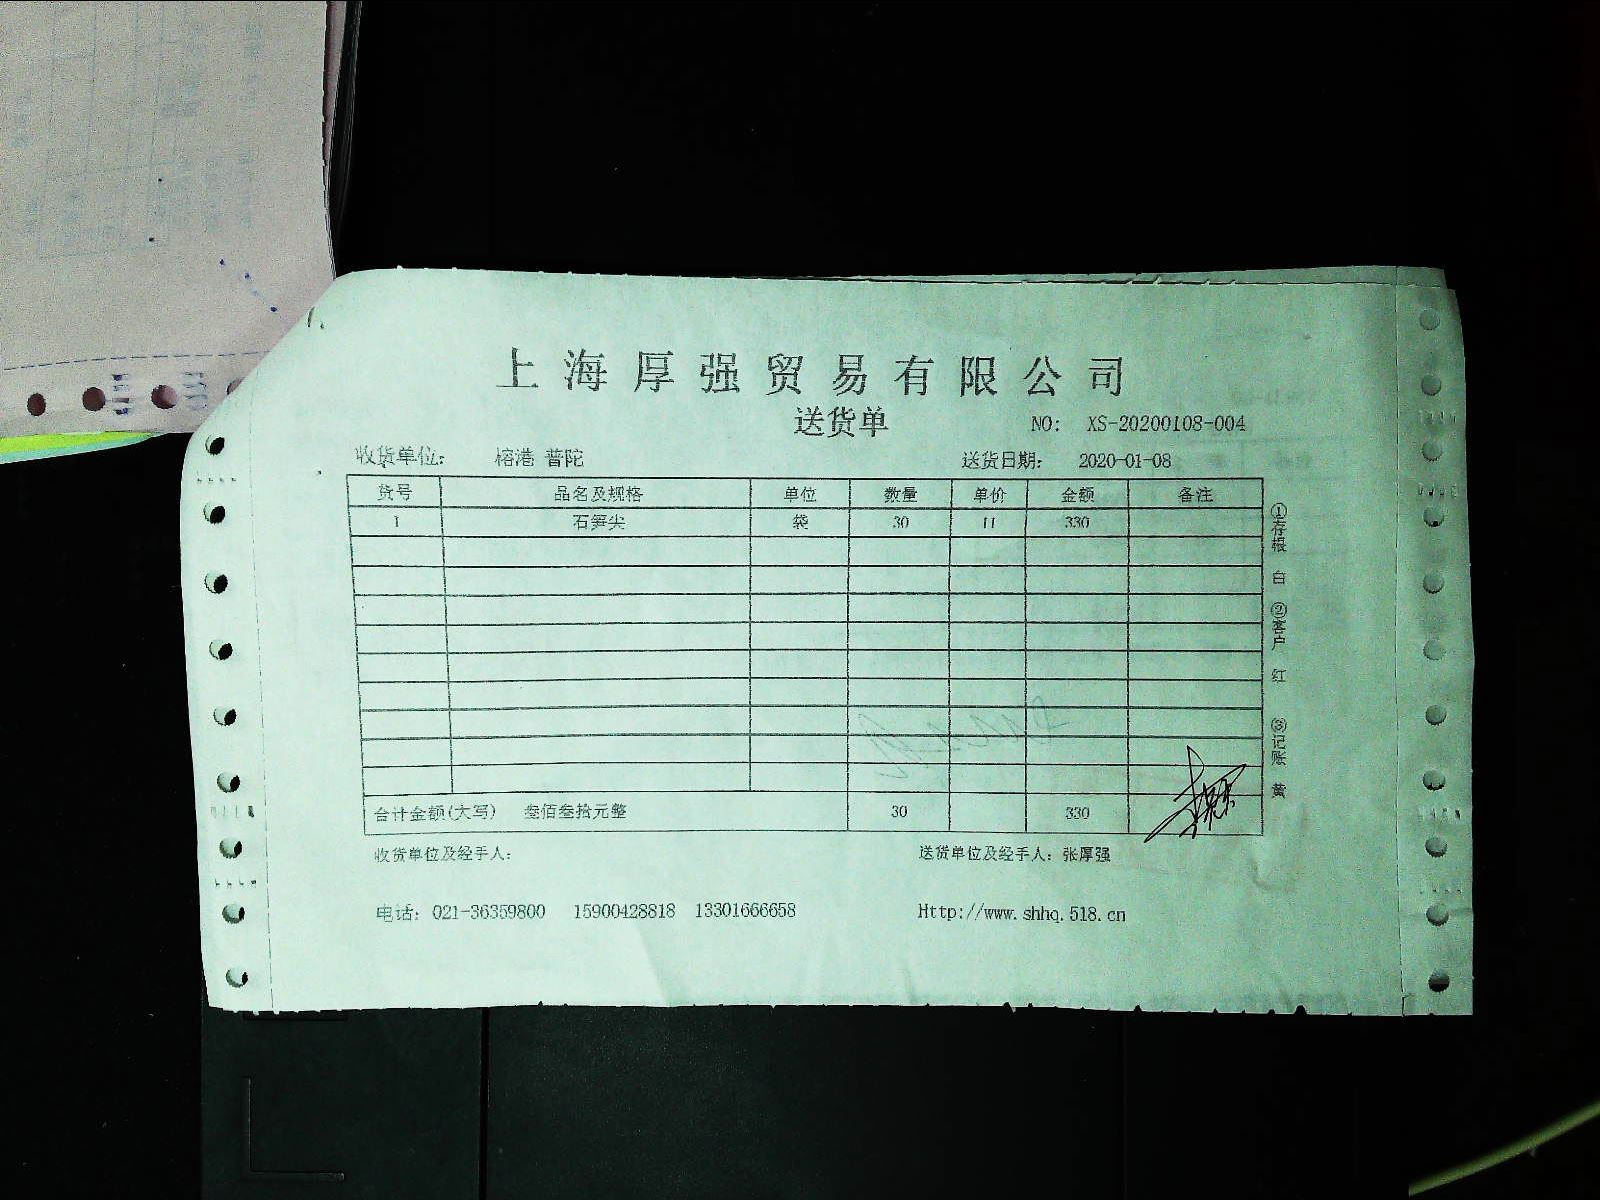 上海厚强贸易有限公司
送货单
NO: XS-20200108-004
收货单位: 榕港 普陀 送货日期: 2020-01-08
货号 品名及规格 单位 数量 单价 金额 备注
1 石笋尖 袋 30 11 330
合计金额(大写) 叁佰叁拾元整 30 330
收货单位及经手人: 送货单位及经手人: 张厚强
电话: 021-36359800 15900428818 13301666658 Http://www.shhq.518.cn
①存根 白 ②客户 红 ③记账 黄